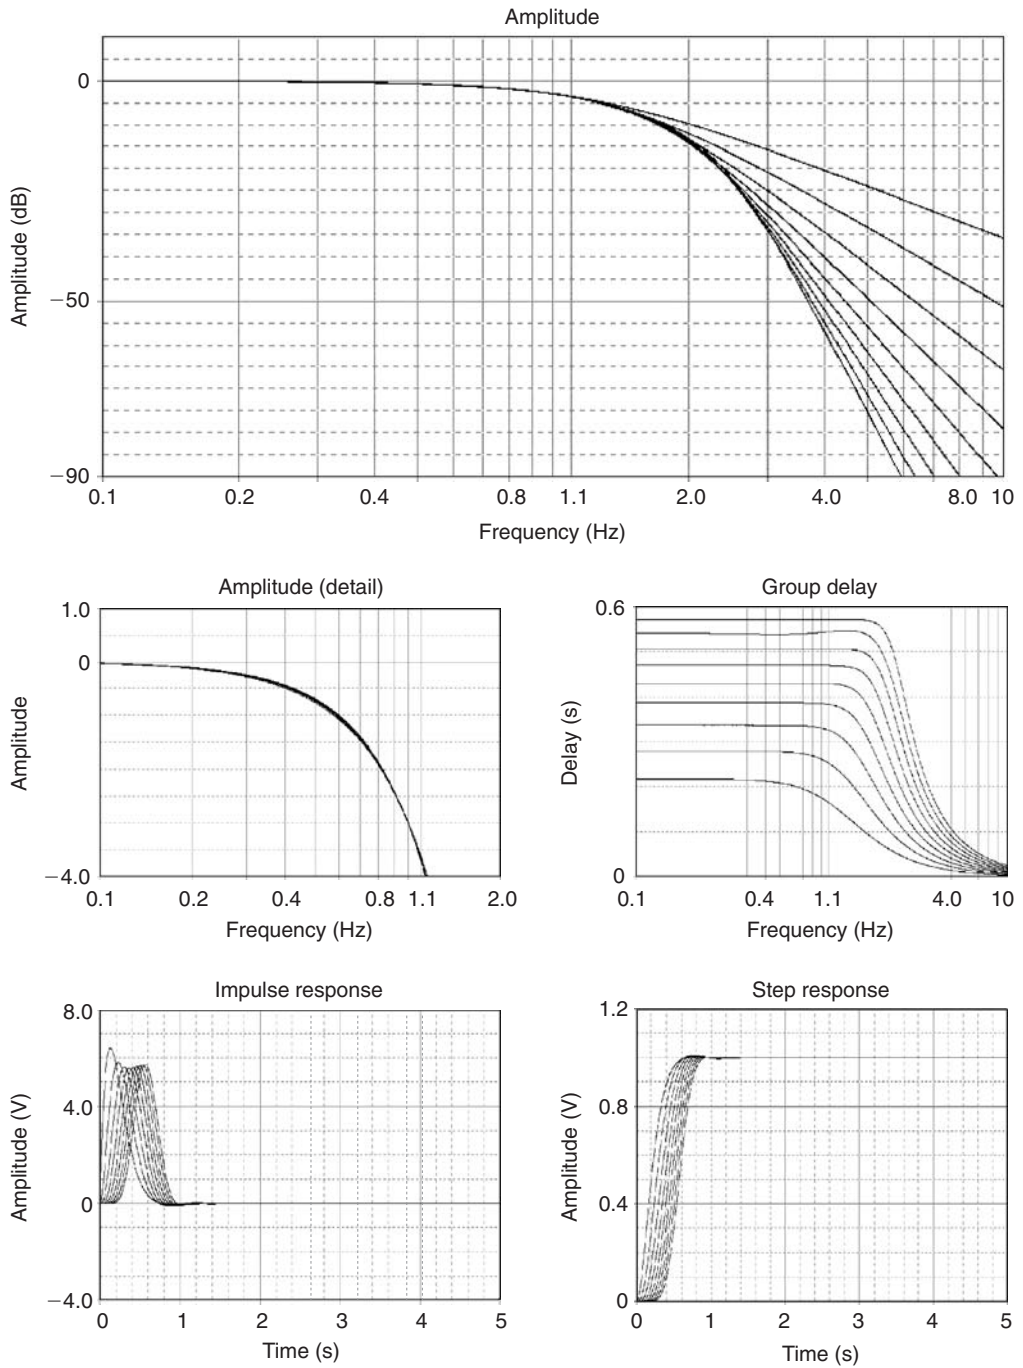 Amplitude
Amplitude (dB)
0
−50
−90
0.1 0.2 0.4 0.8 1.1 2.0 4.0 8.0 10
Frequency (Hz)
Amplitude (detail)
Amplitude
1.0
0
−4.0
0.1 0.2 0.4 0.8 1.1 2.0
Frequency (Hz)
Group delay
Delay (s)
0.6
0
0.1 0.4 1.1 4.0 10
Frequency (Hz)
Impulse response
Amplitude (V)
8.0
4.0
0
−4.0
0 1 2 3 4 5
Time (s)
Step response
Amplitude (V)
1.2
0.8
0.4
0
0 1 2 3 4 5
Time (s)